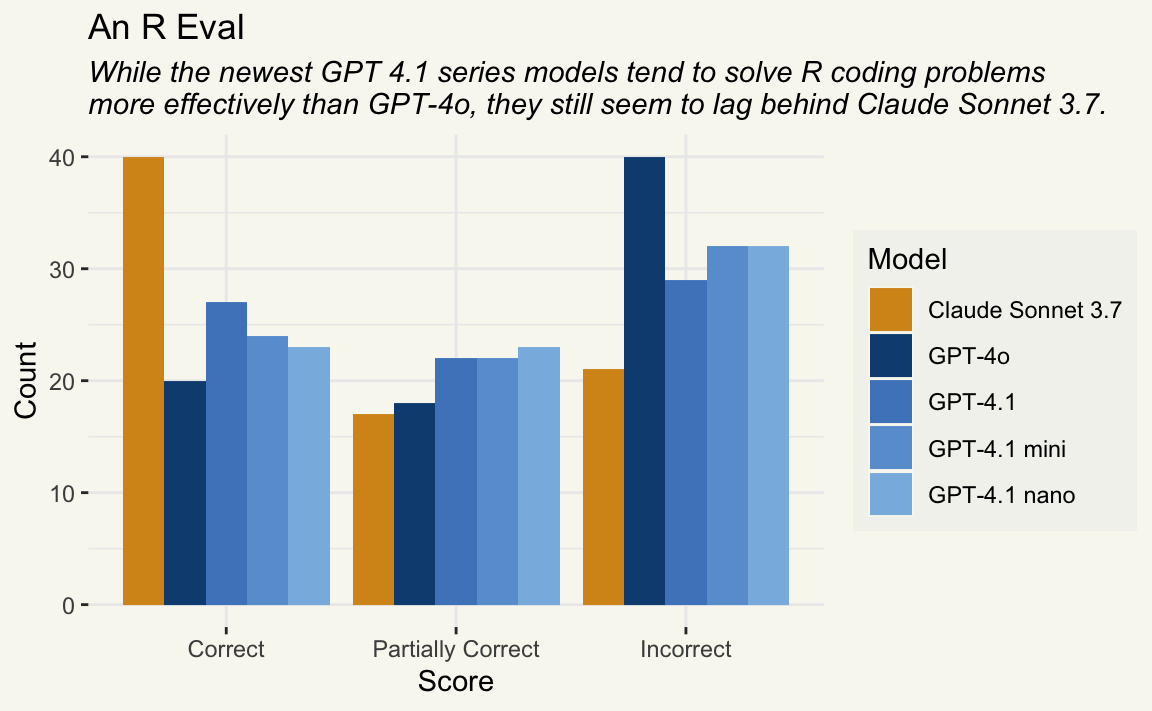 An R Eval
While the newest GPT 4.1 series models tend to solve R coding problems
more effectively than GPT-4o, they still seem to lag behind Claude Sonnet 3.7.
40
30
20
10
0
Count
Correct
Partially Correct
Incorrect
Score
Model
Claude Sonnet 3.7
GPT-4o
GPT-4.1
GPT-4.1 mini
GPT-4.1 nano